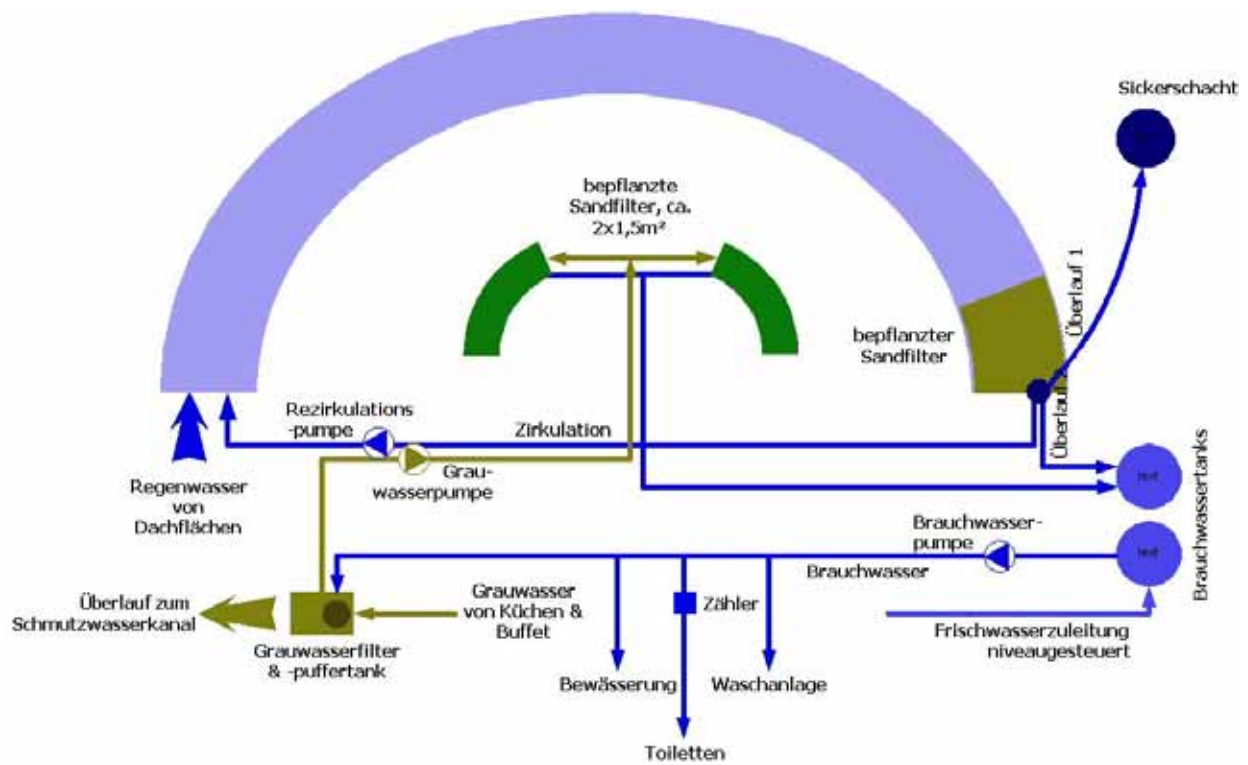 Sickerschacht
bepflanzte
Sandfilter, ca.
2x1,5m²
Überlauf 1
bepflanzter
Sandfilter
Überlauf
Rezirkulations
-pumpe
Zirkulation
Grau-
wasserpumpe
Regenwasser
von
Dachflächen
Brauchwassertanks
Brauchwasser-
pumpe
Brauchwasser
Überlauf zum
Schmutzwasserkanal
Grauwasser
von Küchen &
Buffet
Zähler
Frischwasserzuleitung
niveaugesteuert
Grauwasserfilter
& -puffertank
Bewässerung
Waschanlage
Toiletten